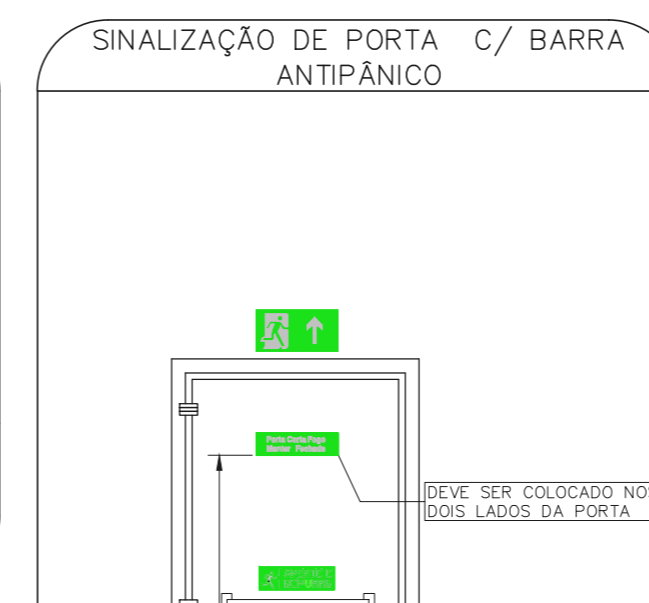 SINALIZAÇÃO DE PORTA C/ BARRA
ANTIPÂNICO
Porta Corta Fogo
Manter Fechada
DEVE SER COLOCADO NOS
DOIS LADOS DA PORTA